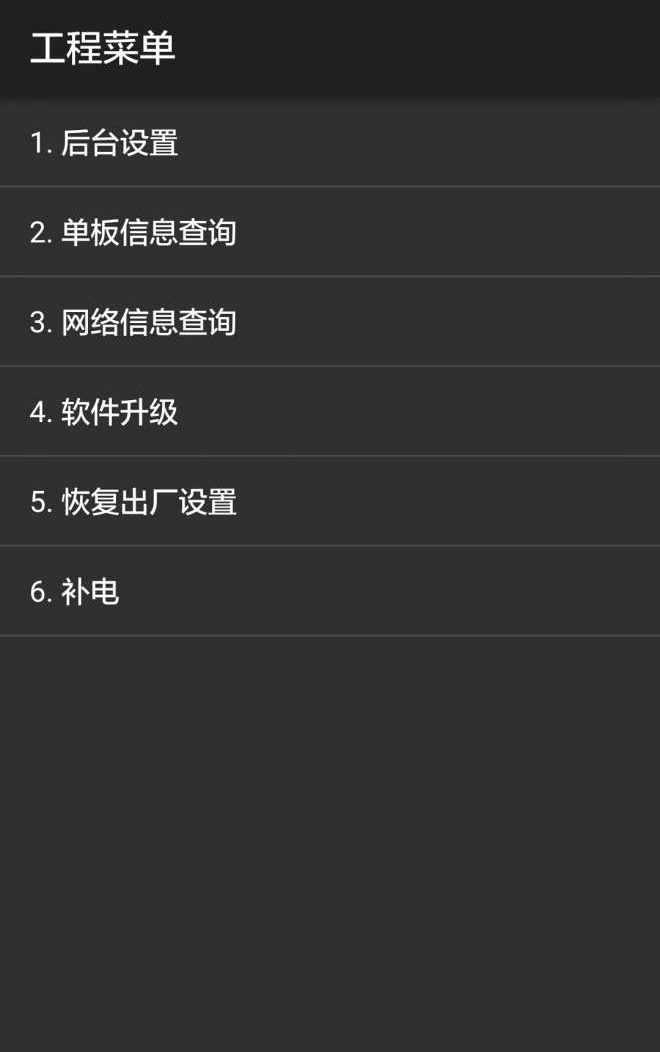 工程菜单
1. 后台设置
2. 单板信息查询
3. 网络信息查询
4. 软件升级
5. 恢复出厂设置
6. 补电